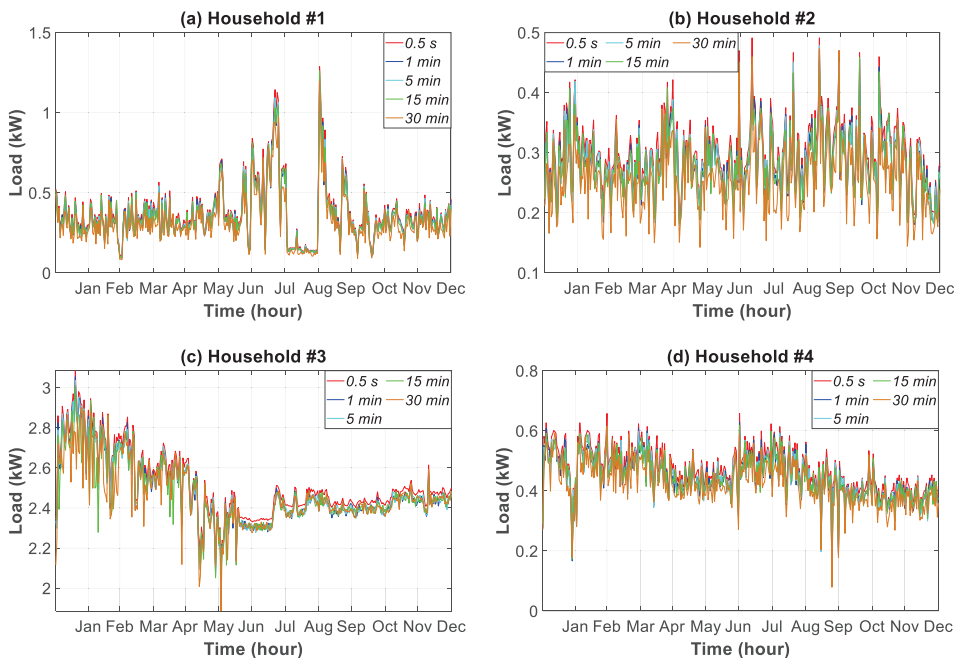 (a) Household #1
1.5
1
0.5
0
Load (kW)
0.5 s
1 min
5 min
15 min
30 min
Jan Feb Mar Apr May Jun Jul Aug Sep Oct Nov Dec
Time (hour)
(b) Household #2
0.5
0.4
0.3
0.2
0.1
Load (kW)
0.5 s 5 min 30 min
1 min 15 min
Jan Feb Mar Apr May Jun Jul Aug Sep Oct Nov Dec
Time (hour)
(c) Household #3
3
2.8
2.6
2.4
2.2
2
Load (kW)
0.5 s 15 min
1 min 30 min
5 min
Jan Feb Mar Apr May Jun Jul Aug Sep Oct Nov Dec
Time (hour)
(d) Household #4
0.8
0.6
0.4
0.2
0
Load (kW)
0.5 s 15 min
1 min 30 min
5 min
Jan Feb Mar Apr May Jun Jul Aug Sep Oct Nov Dec
Time (hour)